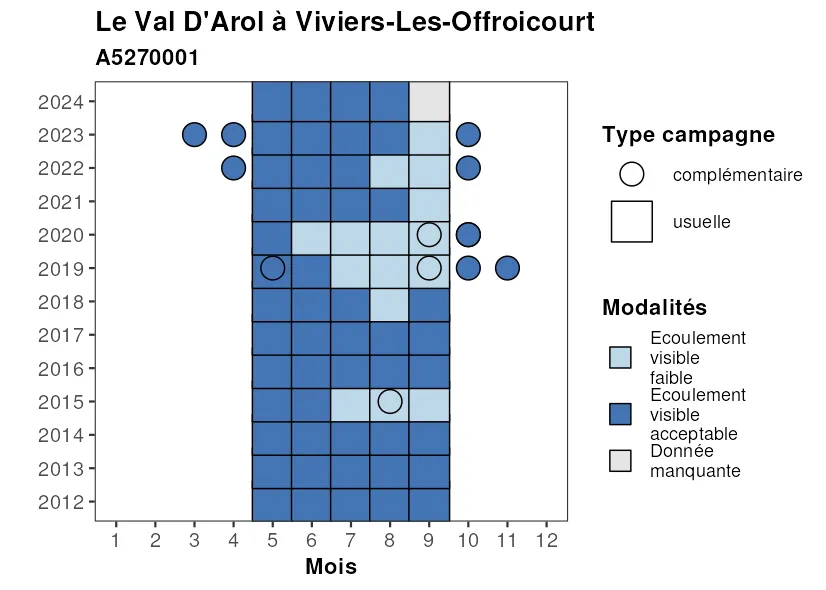 Le Val D'Arol à Viviers-Les-Offroicourt
A5270001
2024
2023
2022
2021
2020
2019
2018
2017
2016
2015
2014
2013
2012
1 2 3 4 5 6 7 8 9 10 11 12
Mois
Type campagne
complémentaire
usuelle
Modalités
Ecoulement
visible
faible
Ecoulement
visible
acceptable
Donnée
manquante